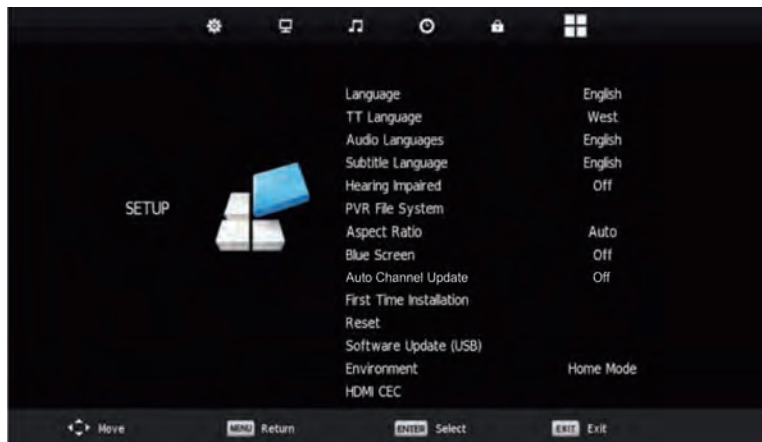 Language English
TT Language West
Audio Languages English
Subtitle Language English
Hearing Impaired Off
SETUP
PVR File System
Aspect Ratio Auto
Blue Screen Off
Auto Channel Update Off
First Time Installation
Reset
Software Update (USB)
Environment Home Mode
HDMI CEC
Move MENU Return ENTER Select EXIT Exit